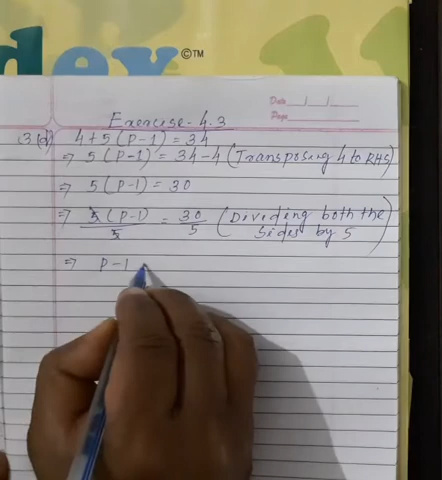 ndex ©™
Date / /
Page
Exercise-4.3
3(d) 4+5(P-1)=34
⇒ 5(P-1)=34-4 (Transposing 4 to RHS)
⇒ 5(P-1)=30
⇒ 5(P-1)/5 = 30/5 (Dividing both the sides by 5)
⇒ P-1